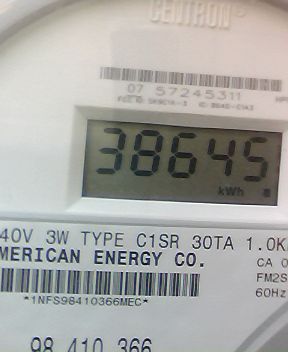 CENTRON®
07 57245311
38645
kWh
40V 3W TYPE C1SR 30TA 1.0K
MERICAN ENERGY CO.
CA 0
FM2S
60Hz
*1NFS98410366MEC*
98 410 366